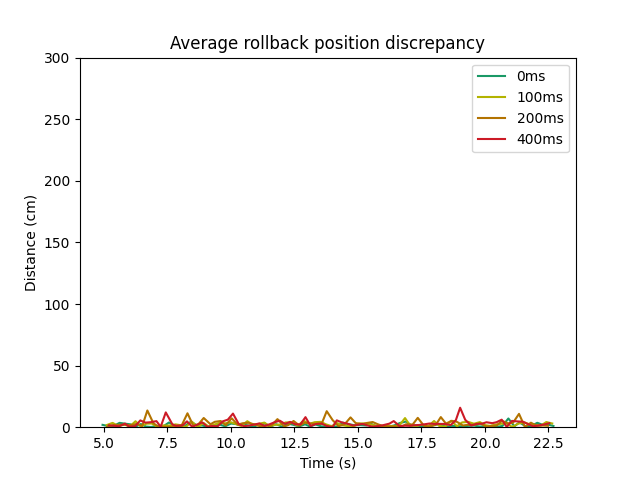 Average rollback position discrepancy
300
250
200
150
100
50
0
Distance (cm)
0ms
100ms
200ms
400ms
5.0 7.5 10.0 12.5 15.0 17.5 20.0 22.5
Time (s)